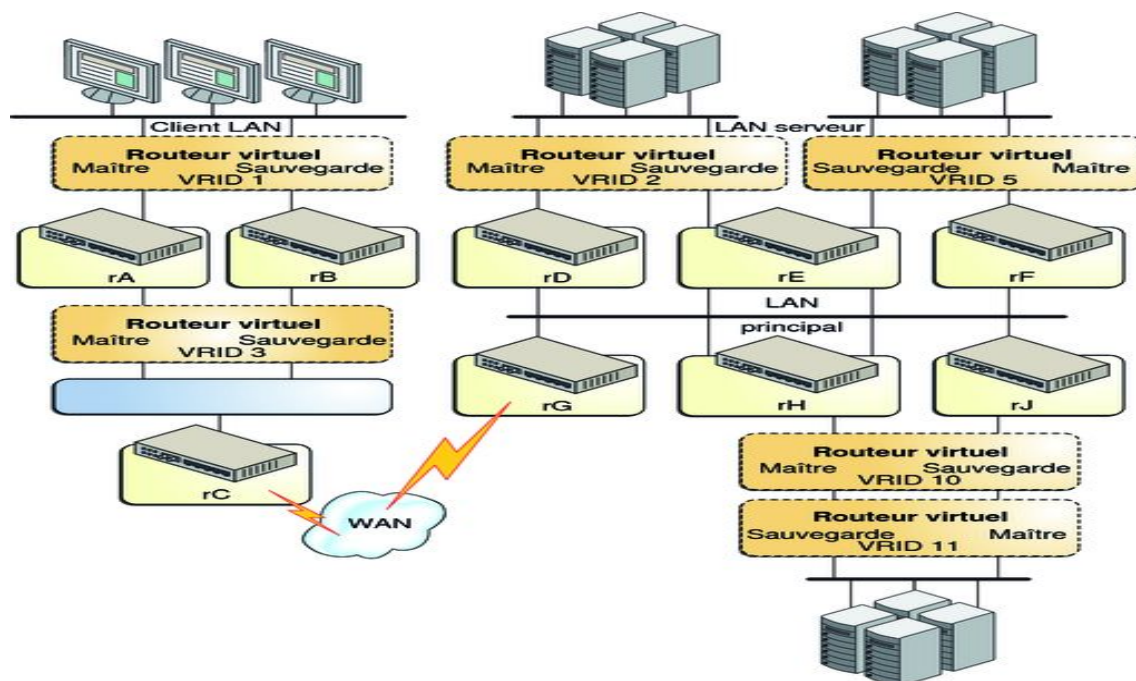 Client LAN
Routeur virtuel
Maître Sauvegarde
VRID 1
rA
rB
Routeur virtuel
Maître Sauvegarde
VRID 3
rC
WAN
LAN serveur
Routeur virtuel
Maître Sauvegarde
VRID 2
Routeur virtuel
Sauvegarde Maître
VRID 5
rD
rE
rF
LAN
principal
rG
rH
rJ
Routeur virtuel
Maître Sauvegarde
VRID 10
Routeur virtuel
Sauvegarde Maître
VRID 11